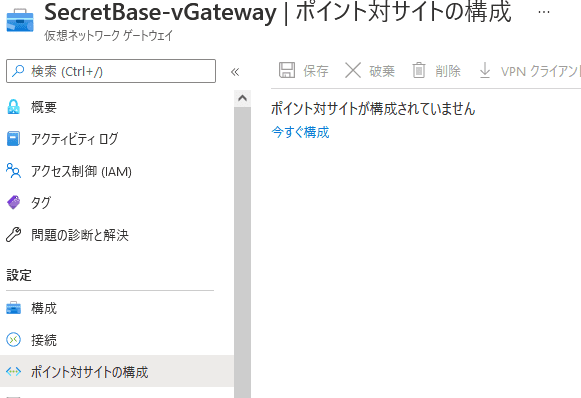 SecretBase-vGateway | ポイント対サイトの構成 ...
仮想ネットワーク ゲートウェイ
検索 (Ctrl+/)
«
保存 破棄 削除 VPN クライアン
概要
アクティビティ ログ
アクセス制御 (IAM)
タグ
問題の診断と解決
設定
構成
接続
ポイント対サイトの構成
ポイント対サイトが構成されていません
今すぐ構成